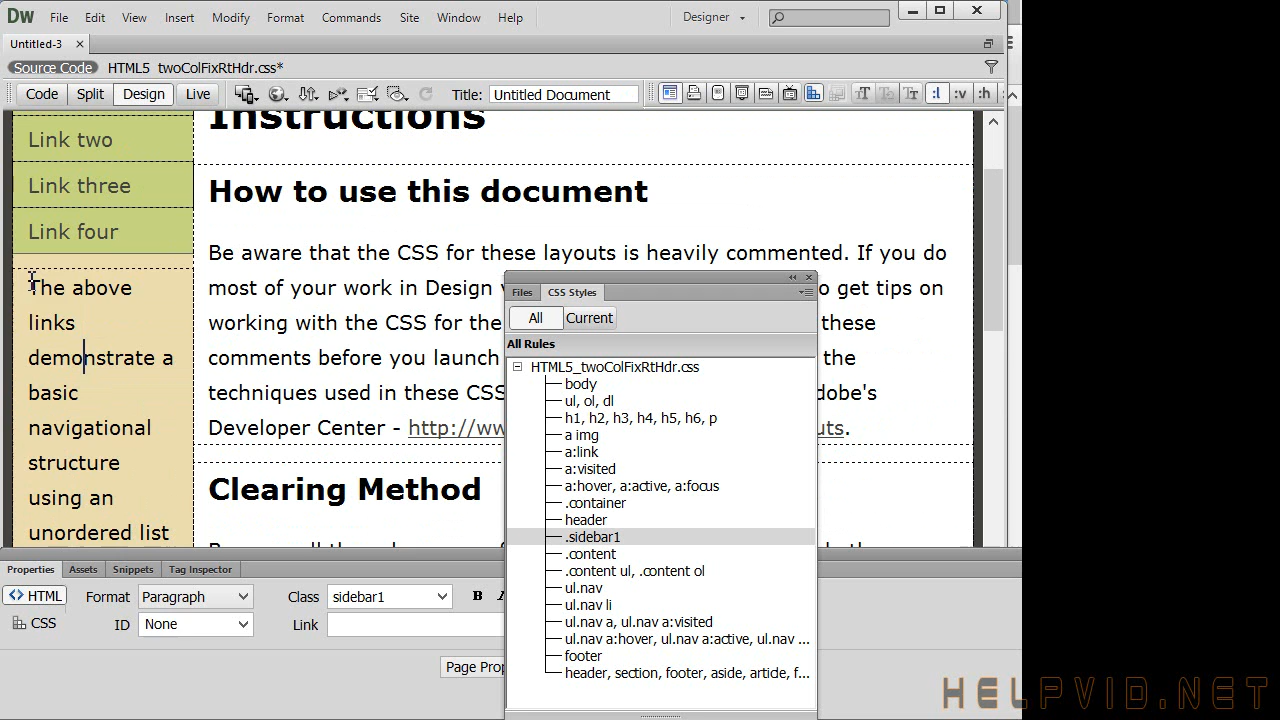 Dw File Edit View Insert Modify Format Commands Site Window Help Designer
Untitled-3 ×
Source Code HTML5_twoColFixRtHdr.css*
Code Split Design Live Title: Untitled Document :l :v :h
Instructions
Link two
Link three
Link four
The above
links
demonstrate a
basic
navigational
structure
using an
unordered list
How to use this document
Be aware that the CSS for these layouts is heavily commented. If you do
most of your work in Design
o get tips on
working with the CSS for the
these
comments before you launch
the
techniques used in these CSS
dobe's
Developer Center - http://ww
uts.
Clearing Method
Files CSS Styles
All Current
All Rules
HTML5_twoColFixRtHdr.css
body
ul, ol, dl
h1, h2, h3, h4, h5, h6, p
a img
a:link
a:visited
a:hover, a:active, a:focus
.container
header
.sidebar1
.content
.content ul, .content ol
ul.nav
ul.nav li
ul.nav a, ul.nav a:visited
ul.nav a:hover, ul.nav a:active, ul.nav ...
footer
header, section, footer, aside, article, f...
Properties Assets Snippets Tag Inspector
<> HTML Format Paragraph Class sidebar1 B
CSS ID None Link
Page Prop
HELPVID.NET